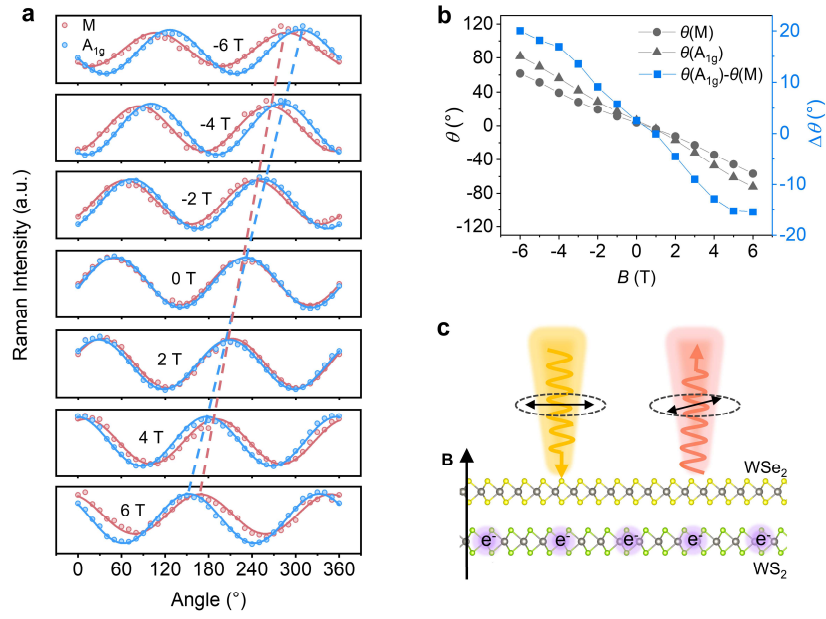 a
M
A1g
-6 T
-4 T
-2 T
0 T
2 T
4 T
6 T
Raman Intensity (a.u.)
0 60 120 180 240 300 360
Angle (°)
b
θ(M)
θ(A1g)
θ(A1g)-θ(M)
120
80
40
0
-40
-80
-120
θ (°)
20
10
0
-10
-20
Δθ (°)
-6 -4 -2 0 2 4 6
B (T)
c
B
WSe2
e- e- e- e- e-
WS2